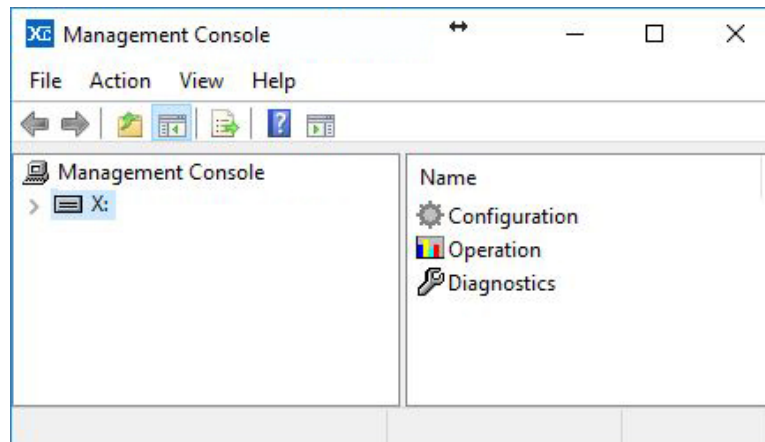 XC Management Console
File Action View Help
?
Management Console
X:
Name
Configuration
Operation
Diagnostics